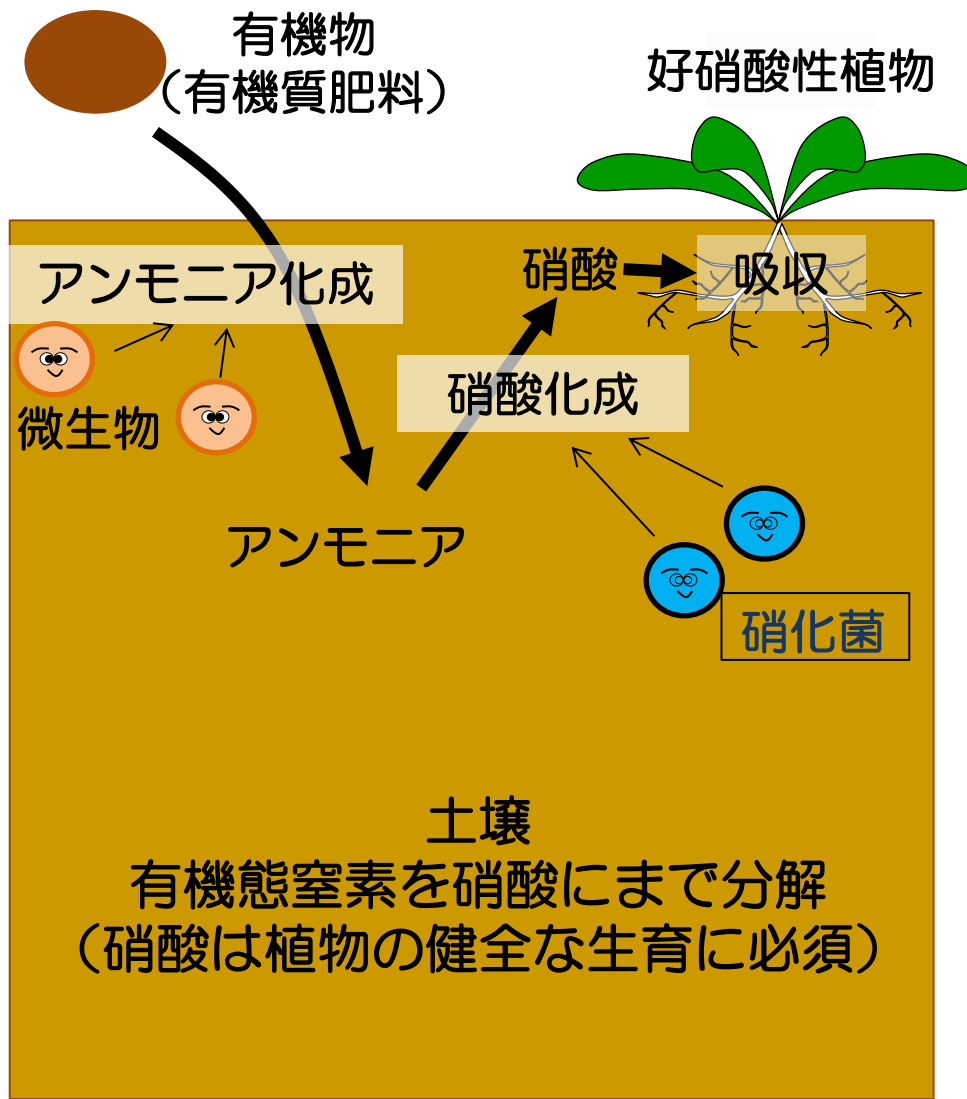 有機物
（有機質肥料）
好硝酸性植物
アンモニア化成
硝酸
吸収
微生物
硝酸化成
アンモニア
硝化菌
土壌
有機態窒素を硝酸にまで分解
（硝酸は植物の健全な生育に必須）